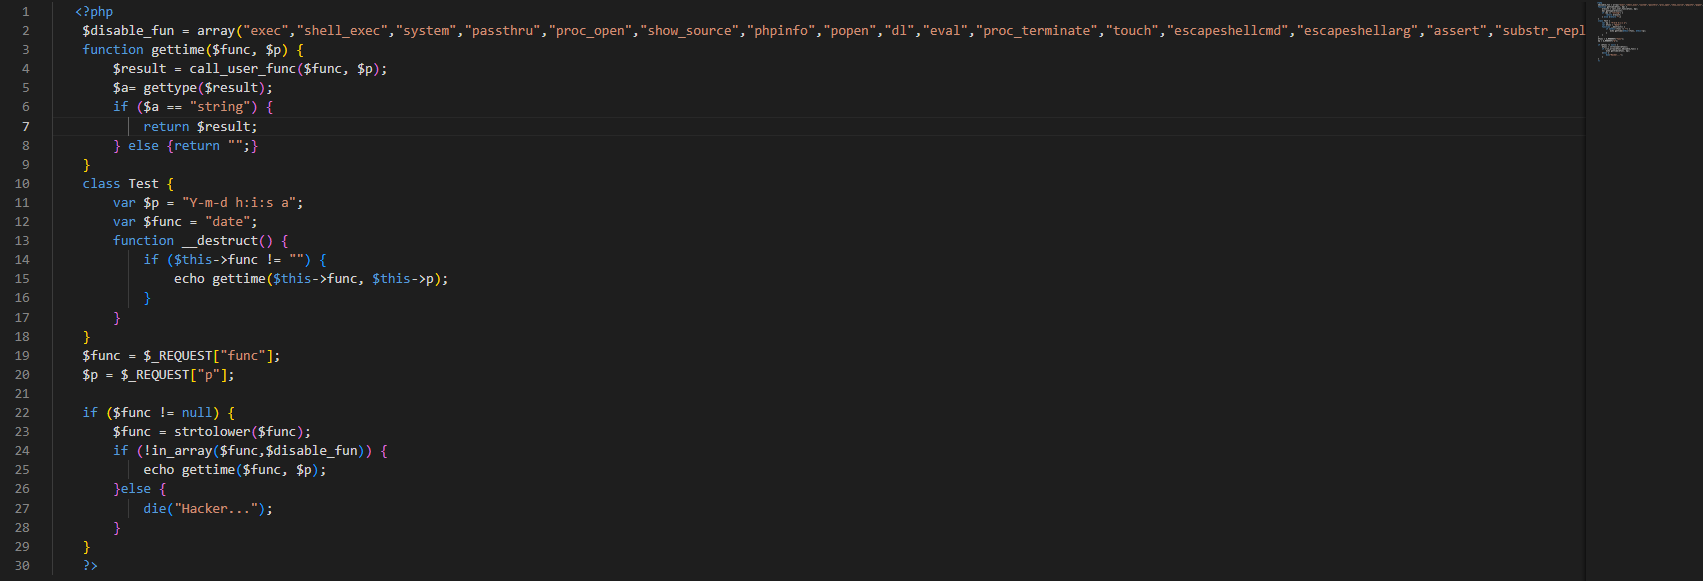 1 <?php
2 $disable_fun = array("exec","shell_exec","system","passthru","proc_open","show_source","phpinfo","popen","dl","eval","proc_terminate","touch","escapeshellcmd","escapeshellarg","assert","substr_repl
3 function gettime($func, $p) {
4 $result = call_user_func($func, $p);
5 $a= gettype($result);
6 if ($a == "string") {
7 return $result;
8 } else {return "";}
9 }
10 class Test {
11 var $p = "Y-m-d h:i:s a";
12 var $func = "date";
13 function __destruct() {
14 if ($this->func != "") {
15 echo gettime($this->func, $this->p);
16 }
17 }
18 }
19 $func = $_REQUEST["func"];
20 $p = $_REQUEST["p"];
21
22 if ($func != null) {
23 $func = strtolower($func);
24 if (!in_array($func,$disable_fun)) {
25 echo gettime($func, $p);
26 }else {
27 die("Hacker...");
28 }
29 }
30 ?>